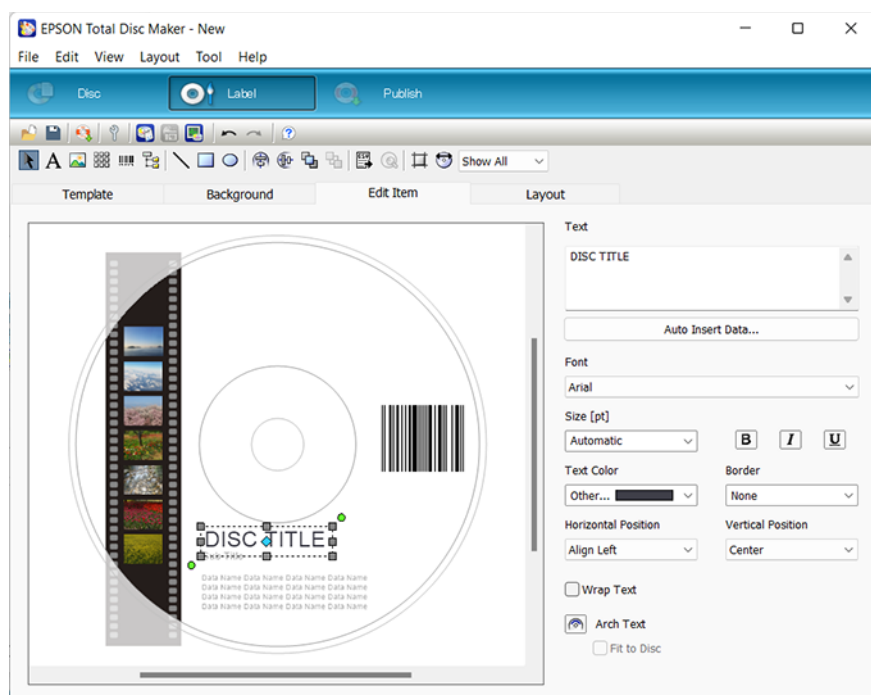 EPSON Total Disc Maker - New
File Edit View Layout Tool Help
Disc Label Publish
A Show All
Template Background Edit Item Layout
Text
DISC TITLE
Auto Insert Data...
Font
Arial
Size [pt]
Automatic B I U
Text Color Border
Other... None
Horizontal Position Vertical Position
Align Left Center
Wrap Text
Arch Text
Fit to Disc
DISC TITLE
Sub Title
Data Name Data Name Data Name Data Name
Data Name Data Name Data Name Data Name
Data Name Data Name Data Name Data Name
Data Name Data Name Data Name Data Name